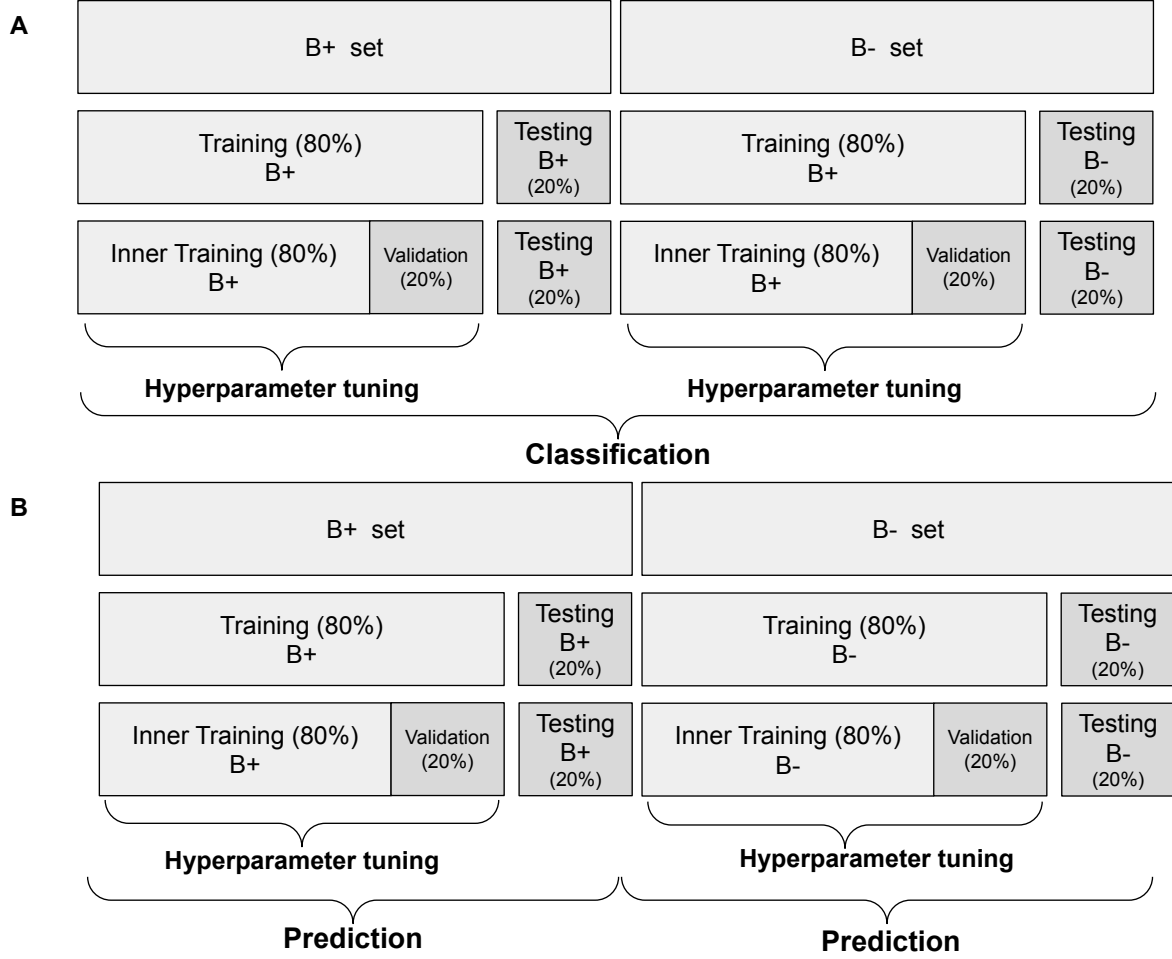 A
B+ set
B- set
Training (80%)
B+
Testing
B+
(20%)
Training (80%)
B+
Testing
B-
(20%)
Inner Training (80%)
B+
Validation
(20%)
Testing
B+
(20%)
Inner Training (80%)
B+
Validation
(20%)
Testing
B-
(20%)
Hyperparameter tuning
Hyperparameter tuning
Classification
B
B+ set
B- set
Training (80%)
B+
Testing
B+
(20%)
Training (80%)
B-
Testing
B-
(20%)
Inner Training (80%)
B+
Validation
(20%)
Testing
B+
(20%)
Inner Training (80%)
B-
Validation
(20%)
Testing
B-
(20%)
Hyperparameter tuning
Hyperparameter tuning
Prediction
Prediction